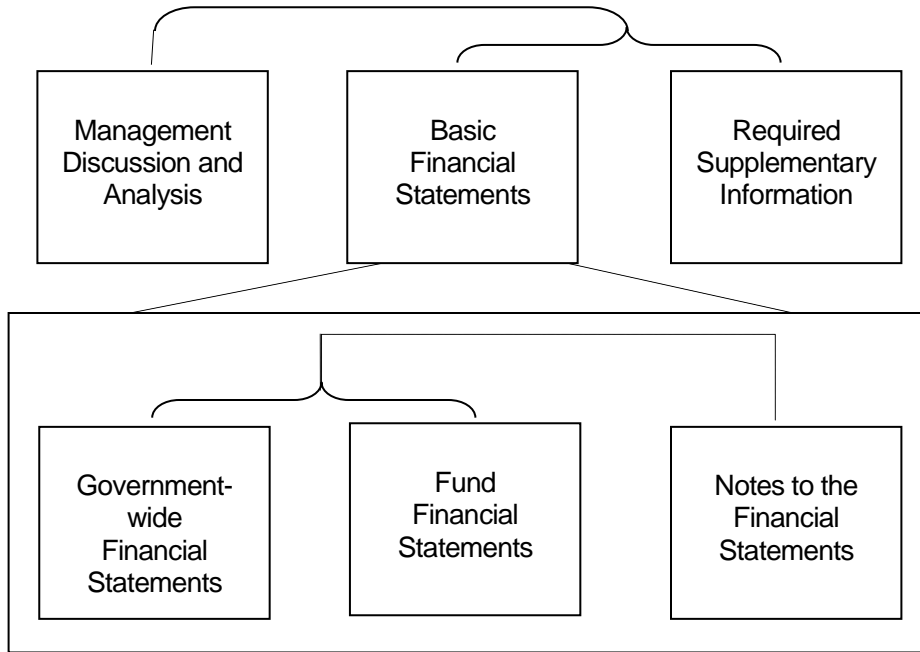 Management
Discussion and
Analysis
Basic
Financial
Statements
Required
Supplementary
Information
Government-
wide
Financial
Statements
Fund
Financial
Statements
Notes to the
Financial
Statements